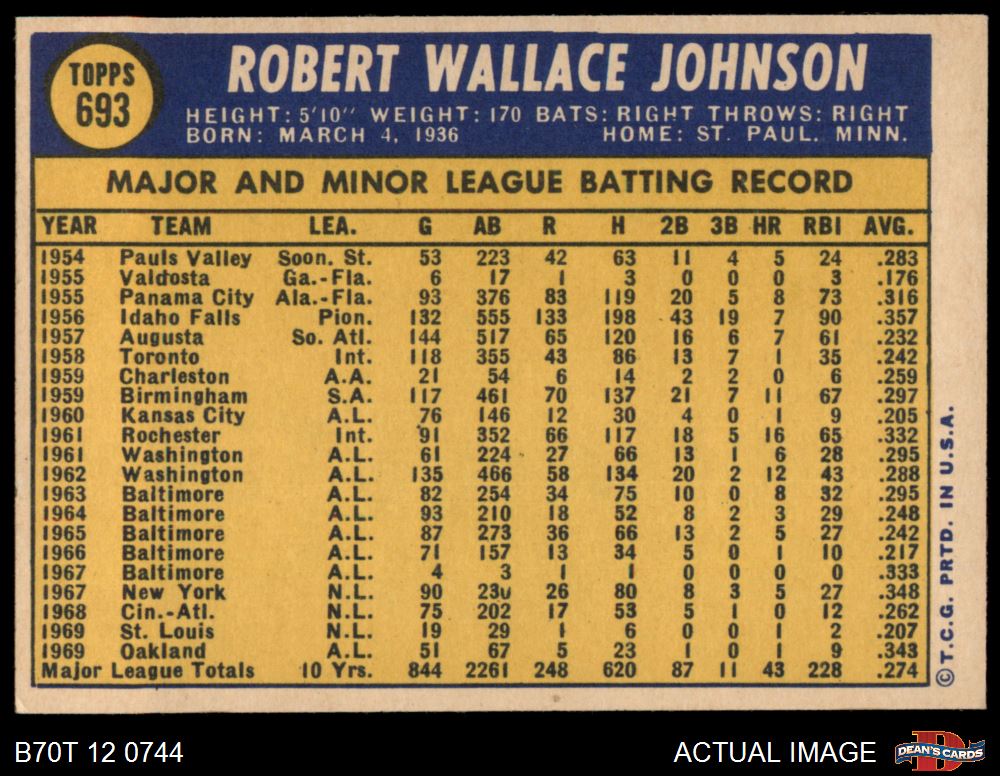 TOPPS
693
ROBERT WALLACE JOHNSON
HEIGHT: 5'10" WEIGHT: 170 BATS: RIGHT THROWS: RIGHT
BORN: MARCH 4, 1936 HOME: ST. PAUL. MINN.
MAJOR AND MINOR LEAGUE BATTING RECORD
YEAR TEAM LEA. G AB R H 2B 3B HR RBI AVG.
1954 Pauls Valley Soon. St. 53 223 42 63 11 4 5 24 .283
1955 Valdosta Ga.-Fla. 6 17 1 3 0 0 0 3 .176
1955 Panama City Ala.-Fla. 93 376 83 119 20 5 8 73 .316
1956 Idaho Falls Pion. 132 555 133 198 43 19 7 90 .357
1957 Augusta So. Atl. 144 517 65 120 16 6 7 61 .232
1958 Toronto Int. 118 355 43 86 13 7 1 35 .242
1959 Charleston A.A. 21 54 6 14 2 2 0 6 .259
1959 Birmingham S.A. 117 461 70 137 21 7 11 67 .297
1960 Kansas City A.L. 76 146 12 30 4 0 1 9 .205
1961 Rochester Int. 91 352 66 117 18 5 16 65 .332
1961 Washington A.L. 61 224 27 66 13 1 6 28 .295
1962 Washington A.L. 135 466 58 134 20 2 12 43 .288
1963 Baltimore A.L. 82 254 34 75 10 0 8 32 .295
1964 Baltimore A.L. 93 210 18 52 8 2 3 29 .248
1965 Baltimore A.L. 87 273 36 66 13 2 5 27 .242
1966 Baltimore A.L. 71 157 13 34 5 0 1 10 .217
1967 Baltimore A.L. 4 3 1 1 0 0 0 0 .333
1967 New York N.L. 90 230 26 80 8 3 5 27 .348
1968 Cin.-Atl. N.L. 75 202 17 53 5 1 0 12 .262
1969 St. Louis N.L. 19 29 1 6 0 0 1 2 .207
1969 Oakland A.L. 51 67 5 23 1 0 1 9 .343
Major League Totals 10 Yrs. 844 2261 248 620 87 11 43 228 .274
© T.C.G. PRTD. IN U.S.A.
B70T 12 0744
ACTUAL IMAGE
DEAN'S CARDS